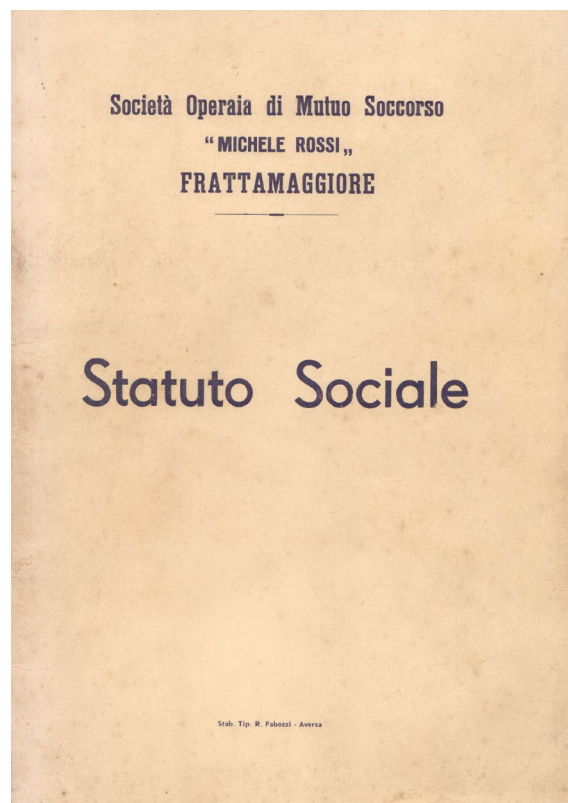 Società Operaia di Mutuo Soccorso
“ MICHELE ROSSI „
FRATTAMAGGIORE
Statuto Sociale
Stab. Tip. R. Fabozzi - Aversa